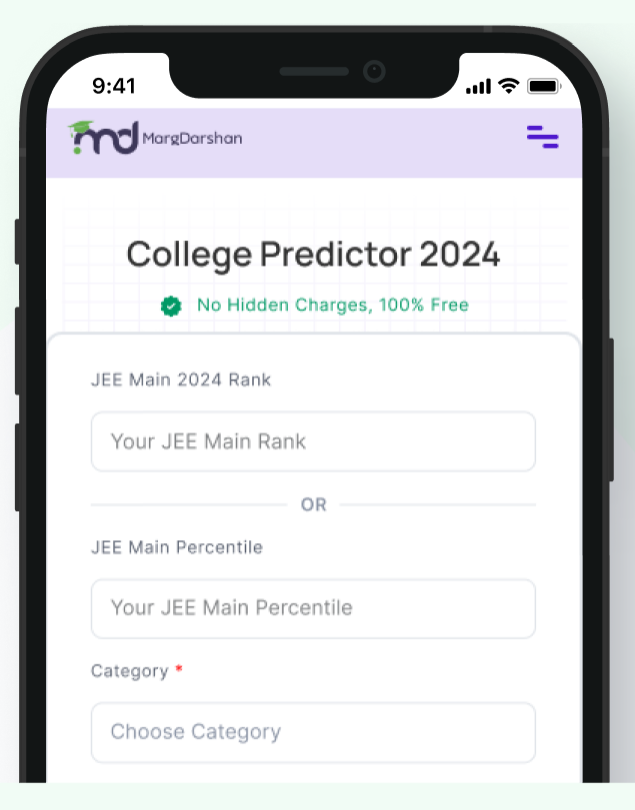 9:41
md MargDarshan
College Predictor 2024
No Hidden Charges, 100% Free
JEE Main 2024 Rank
Your JEE Main Rank
OR
JEE Main Percentile
Your JEE Main Percentile
Category *
Choose Category